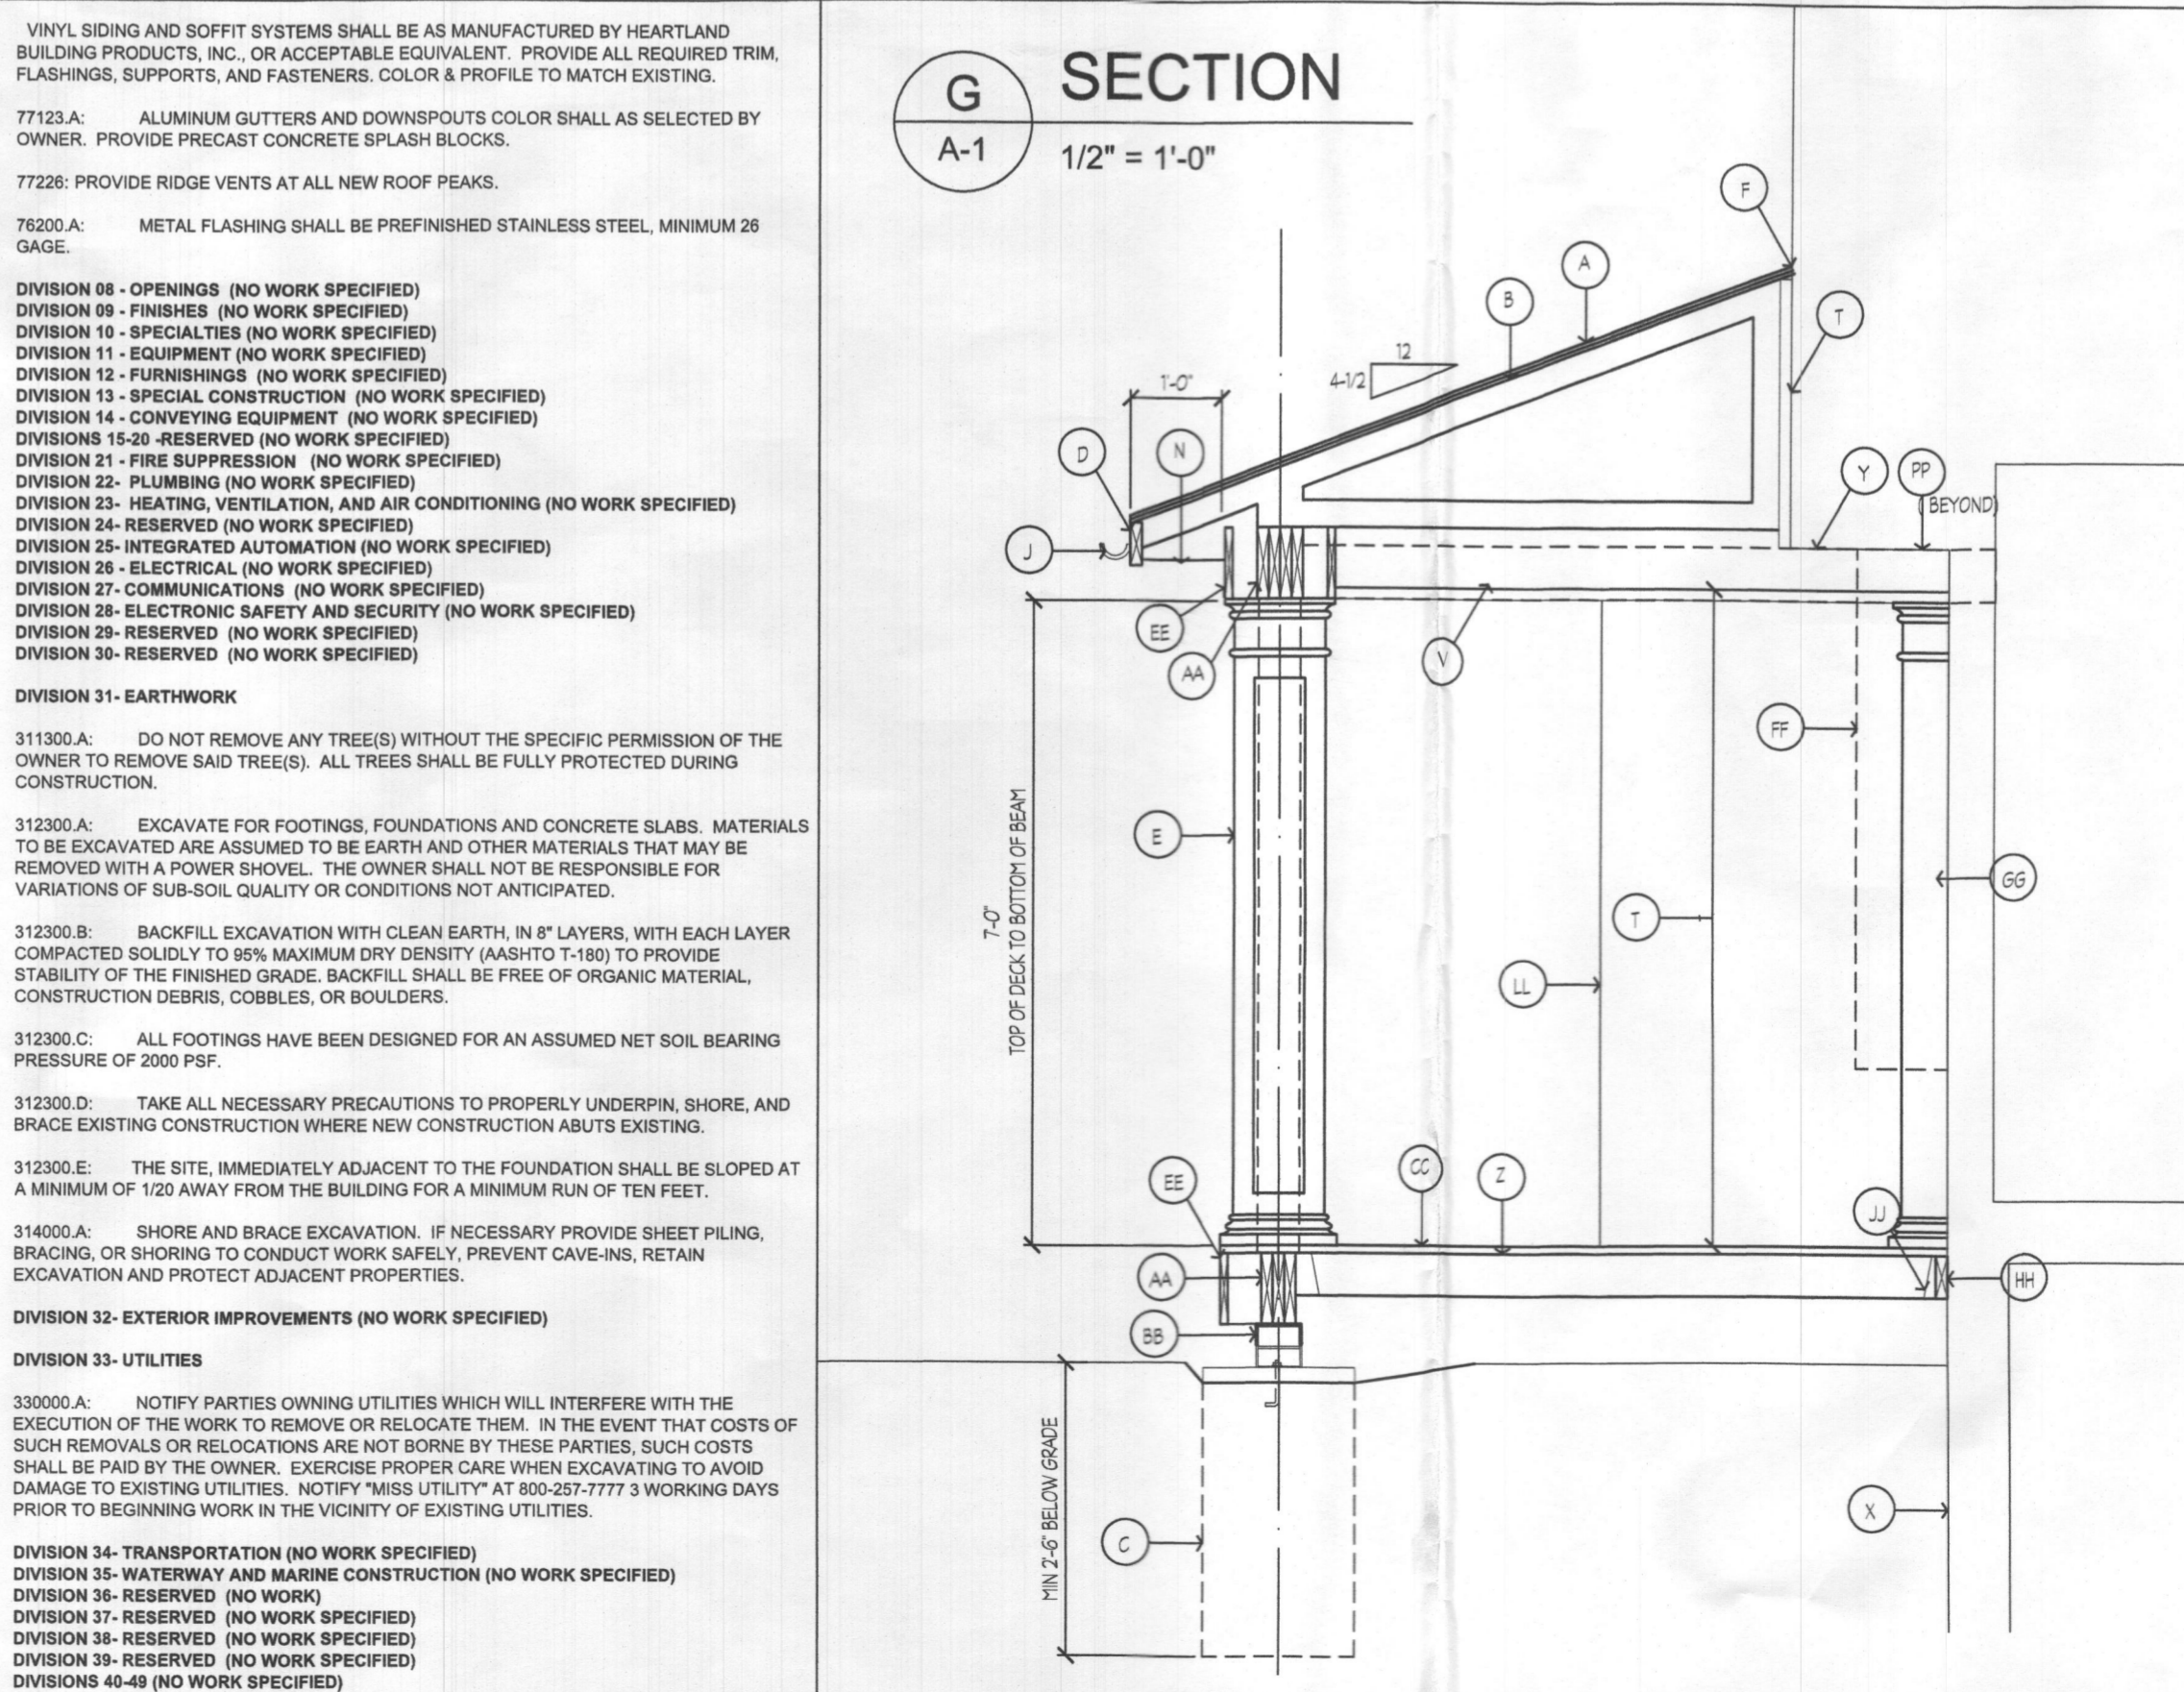 VINYL SIDING AND SOFFIT SYSTEMS SHALL BE AS MANUFACTURED BY HEARTLAND
BUILDING PRODUCTS, INC., OR ACCEPTABLE EQUIVALENT. PROVIDE ALL REQUIRED TRIM,
FLASHINGS, SUPPORTS, AND FASTENERS. COLOR & PROFILE TO MATCH EXISTING.
77123.A: ALUMINUM GUTTERS AND DOWNSPOUTS COLOR SHALL AS SELECTED BY
OWNER. PROVIDE PRECAST CONCRETE SPLASH BLOCKS.
77226: PROVIDE RIDGE VENTS AT ALL NEW ROOF PEAKS.
76200.A: METAL FLASHING SHALL BE PREFINISHED STAINLESS STEEL, MINIMUM 26
GAGE.
DIVISION 08 - OPENINGS (NO WORK SPECIFIED)
DIVISION 09 - FINISHES (NO WORK SPECIFIED)
DIVISION 10 - SPECIALTIES (NO WORK SPECIFIED)
DIVISION 11 - EQUIPMENT (NO WORK SPECIFIED)
DIVISION 12 - FURNISHINGS (NO WORK SPECIFIED)
DIVISION 13 - SPECIAL CONSTRUCTION (NO WORK SPECIFIED)
DIVISION 14 - CONVEYING EQUIPMENT (NO WORK SPECIFIED)
DIVISIONS 15-20 -RESERVED (NO WORK SPECIFIED)
DIVISION 21 - FIRE SUPPRESSION (NO WORK SPECIFIED)
DIVISION 22- PLUMBING (NO WORK SPECIFIED)
DIVISION 23- HEATING, VENTILATION, AND AIR CONDITIONING (NO WORK SPECIFIED)
DIVISION 24- RESERVED (NO WORK SPECIFIED)
DIVISION 25- INTEGRATED AUTOMATION (NO WORK SPECIFIED)
DIVISION 26 - ELECTRICAL (NO WORK SPECIFIED)
DIVISION 27- COMMUNICATIONS (NO WORK SPECIFIED)
DIVISION 28- ELECTRONIC SAFETY AND SECURITY (NO WORK SPECIFIED)
DIVISION 29- RESERVED (NO WORK SPECIFIED)
DIVISION 30- RESERVED (NO WORK SPECIFIED)
DIVISION 31- EARTHWORK
311300.A: DO NOT REMOVE ANY TREE(S) WITHOUT THE SPECIFIC PERMISSION OF THE
OWNER TO REMOVE SAID TREE(S). ALL TREES SHALL BE FULLY PROTECTED DURING
CONSTRUCTION.
312300.A: EXCAVATE FOR FOOTINGS, FOUNDATIONS AND CONCRETE SLABS. MATERIALS
TO BE EXCAVATED ARE ASSUMED TO BE EARTH AND OTHER MATERIALS THAT MAY BE
REMOVED WITH A POWER SHOVEL. THE OWNER SHALL NOT BE RESPONSIBLE FOR
VARIATIONS OF SUB-SOIL QUALITY OR CONDITIONS NOT ANTICIPATED.
312300.B: BACKFILL EXCAVATION WITH CLEAN EARTH, IN 8" LAYERS, WITH EACH LAYER
COMPACTED SOLIDLY TO 95% MAXIMUM DRY DENSITY (AASHTO T-180) TO PROVIDE
STABILITY OF THE FINISHED GRADE. BACKFILL SHALL BE FREE OF ORGANIC MATERIAL,
CONSTRUCTION DEBRIS, COBBLES, OR BOULDERS.
312300.C: ALL FOOTINGS HAVE BEEN DESIGNED FOR AN ASSUMED NET SOIL BEARING
PRESSURE OF 2000 PSF.
312300.D: TAKE ALL NECESSARY PRECAUTIONS TO PROPERLY UNDERPIN, SHORE, AND
BRACE EXISTING CONSTRUCTION WHERE NEW CONSTRUCTION ABUTS EXISTING.
312300.E: THE SITE, IMMEDIATELY ADJACENT TO THE FOUNDATION SHALL BE SLOPED AT
A MINIMUM OF 1/20 AWAY FROM THE BUILDING FOR A MINIMUM RUN OF TEN FEET.
314000.A: SHORE AND BRACE EXCAVATION. IF NECESSARY PROVIDE SHEET PILING,
BRACING, OR SHORING TO CONDUCT WORK SAFELY, PREVENT CAVE-INS, RETAIN
EXCAVATION AND PROTECT ADJACENT PROPERTIES.
DIVISION 32- EXTERIOR IMPROVEMENTS (NO WORK SPECIFIED)
DIVISION 33- UTILITIES
330000.A: NOTIFY PARTIES OWNING UTILITIES WHICH WILL INTERFERE WITH THE
EXECUTION OF THE WORK TO REMOVE OR RELOCATE THEM. IN THE EVENT THAT COSTS OF
SUCH REMOVALS OR RELOCATIONS ARE NOT BORNE BY THESE PARTIES, SUCH COSTS
SHALL BE PAID BY THE OWNER. EXERCISE PROPER CARE WHEN EXCAVATING TO AVOID
DAMAGE TO EXISTING UTILITIES. NOTIFY "MISS UTILITY" AT 800-257-7777 3 WORKING DAYS
PRIOR TO BEGINNING WORK IN THE VICINITY OF EXISTING UTILITIES.
DIVISION 34- TRANSPORTATION (NO WORK SPECIFIED)
DIVISION 35- WATERWAY AND MARINE CONSTRUCTION (NO WORK SPECIFIED)
DIVISION 36- RESERVED (NO WORK)
DIVISION 37- RESERVED (NO WORK SPECIFIED)
DIVISION 38- RESERVED (NO WORK SPECIFIED)
DIVISION 39- RESERVED (NO WORK SPECIFIED)
DIVISIONS 40-49 (NO WORK SPECIFIED)
G
A-1
SECTION
1/2" = 1'-0"
F
A
B
T
12
4-1/2
1'-0"
D
N
Y
PP
( BEYOND)
J
EE
AA
V
FF
E
GG
7'-0"
TOP OF DECK TO BOTTOM OF BEAM
T
LL
EE
CC
Z
JJ
AA
HH
BB
MIN 2'-6" BELOW GRADE
C
X